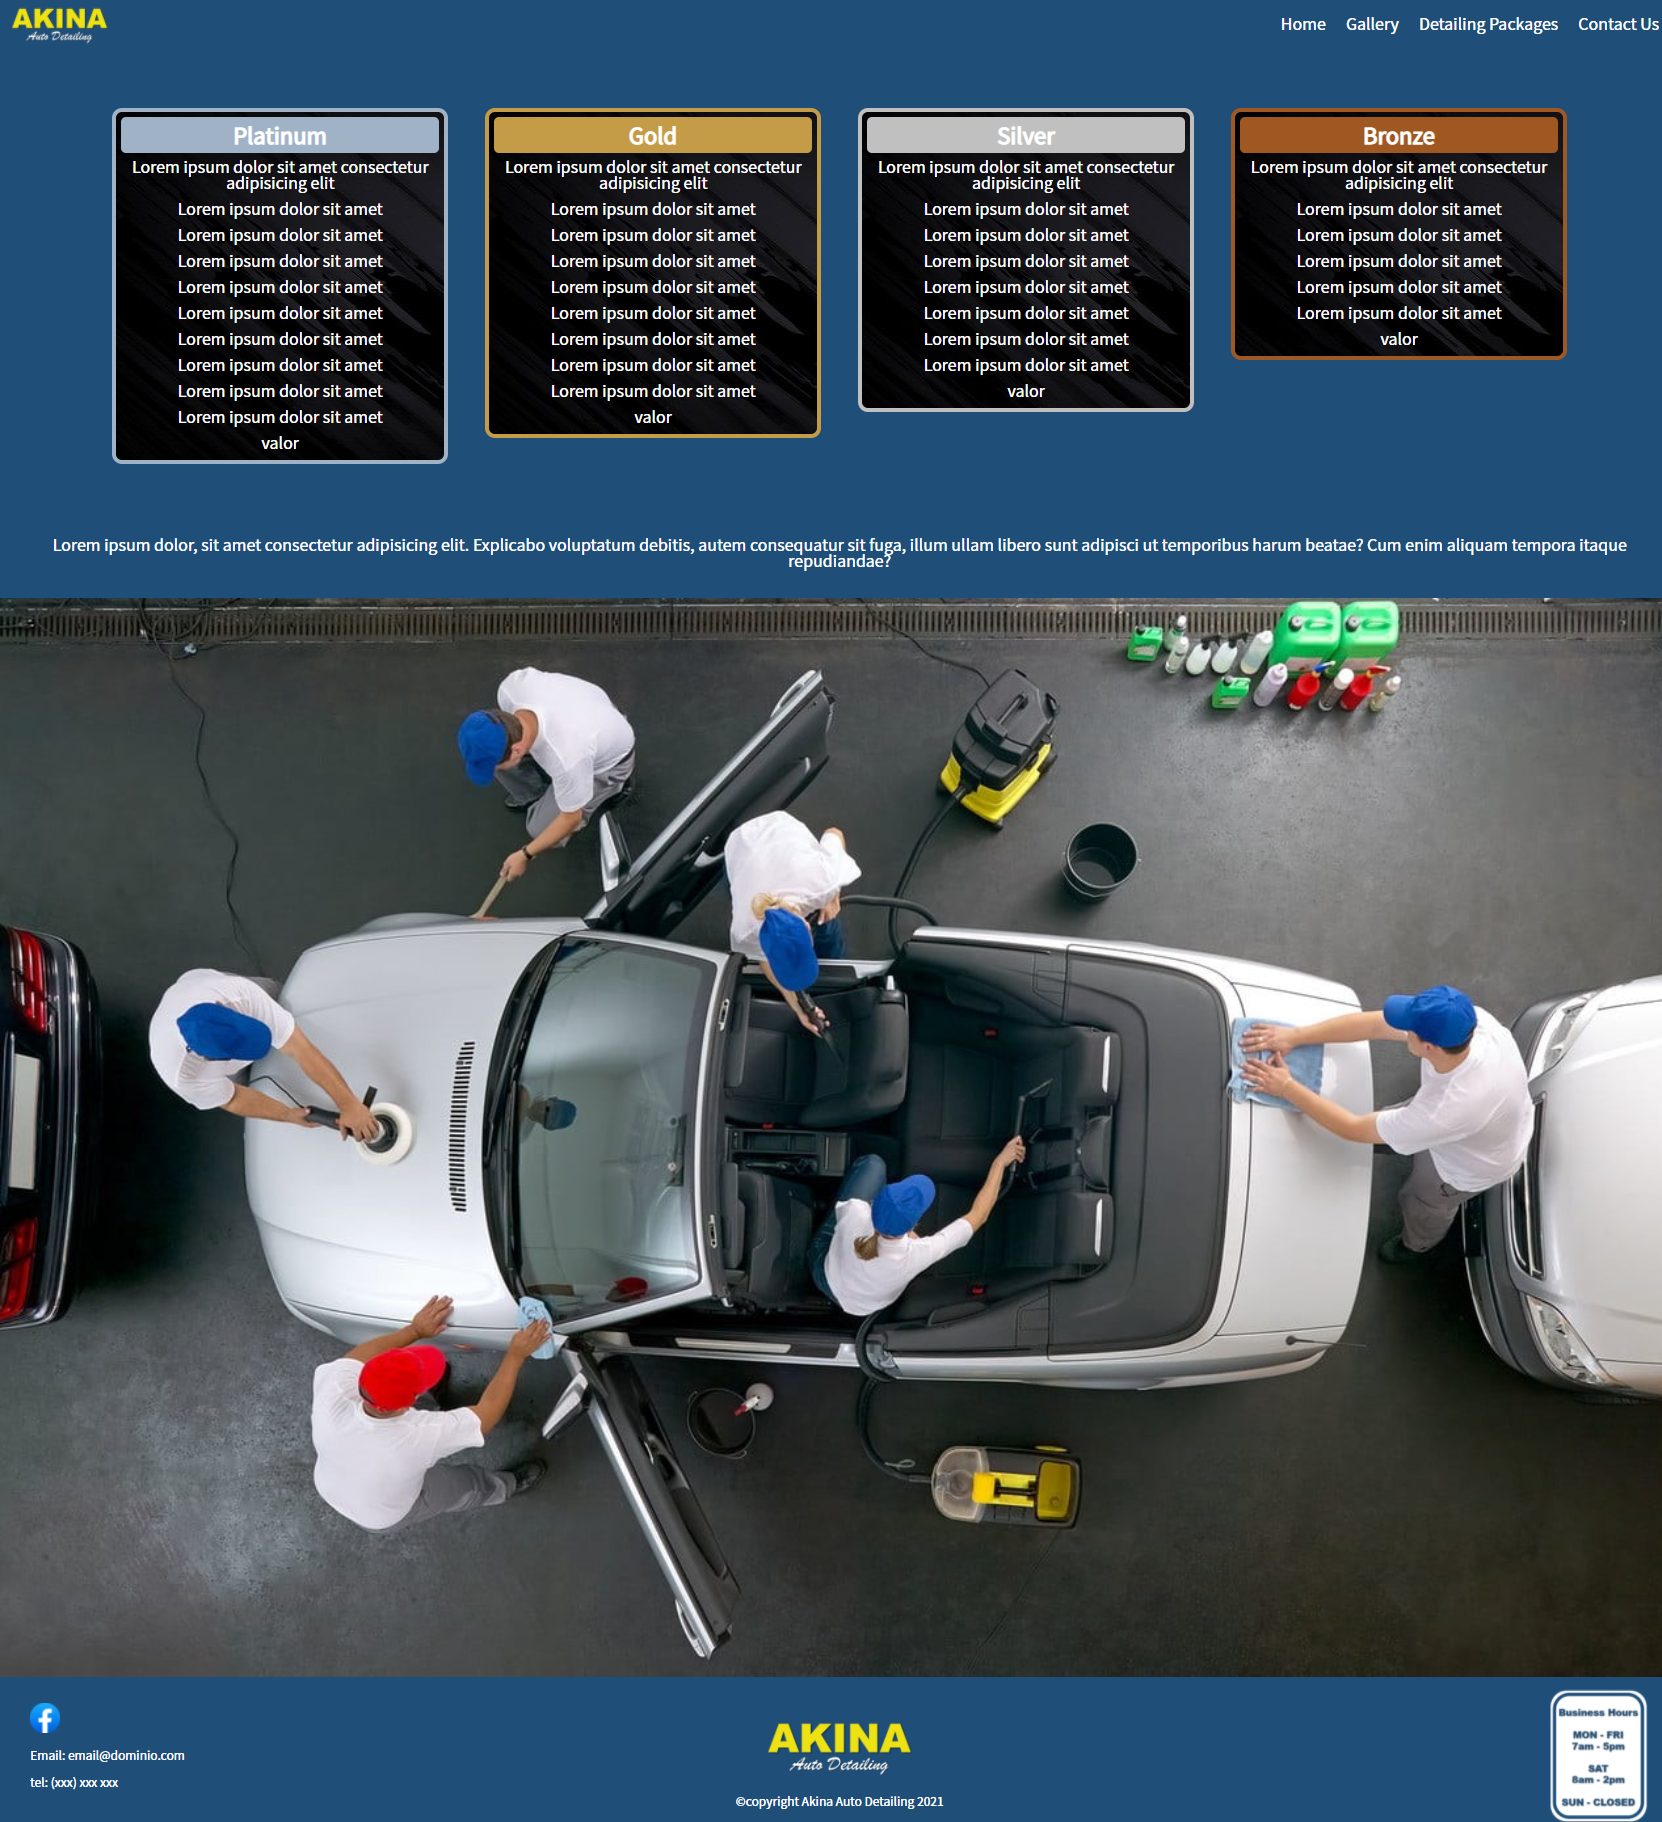 AKINA
Auto Detailing
Home Gallery Detailing Packages Contact Us
Platinum
Lorem ipsum dolor sit amet consectetur
adipisicing elit
Lorem ipsum dolor sit amet
Lorem ipsum dolor sit amet
Lorem ipsum dolor sit amet
Lorem ipsum dolor sit amet
Lorem ipsum dolor sit amet
Lorem ipsum dolor sit amet
Lorem ipsum dolor sit amet
Lorem ipsum dolor sit amet
Lorem ipsum dolor sit amet
valor
Gold
Lorem ipsum dolor sit amet consectetur
adipisicing elit
Lorem ipsum dolor sit amet
Lorem ipsum dolor sit amet
Lorem ipsum dolor sit amet
Lorem ipsum dolor sit amet
Lorem ipsum dolor sit amet
Lorem ipsum dolor sit amet
Lorem ipsum dolor sit amet
Lorem ipsum dolor sit amet
valor
Silver
Lorem ipsum dolor sit amet consectetur
adipisicing elit
Lorem ipsum dolor sit amet
Lorem ipsum dolor sit amet
Lorem ipsum dolor sit amet
Lorem ipsum dolor sit amet
Lorem ipsum dolor sit amet
Lorem ipsum dolor sit amet
Lorem ipsum dolor sit amet
valor
Bronze
Lorem ipsum dolor sit amet consectetur
adipisicing elit
Lorem ipsum dolor sit amet
Lorem ipsum dolor sit amet
Lorem ipsum dolor sit amet
Lorem ipsum dolor sit amet
Lorem ipsum dolor sit amet
valor
Lorem ipsum dolor, sit amet consectetur adipisicing elit. Explicabo voluptatum debitis, autem consequatur sit fuga, illum ullam libero sunt adipisci ut temporibus harum beatae? Cum enim aliquam tempora itaque
repudiandae?
Email: email@dominio.com
tel: (xxx) xxx xxx
AKINA
Auto Detailing
©copyright Akina Auto Detailing 2021
Business Hours
MON - FRI
7am - 5pm
SAT
8am - 2pm
SUN - CLOSED